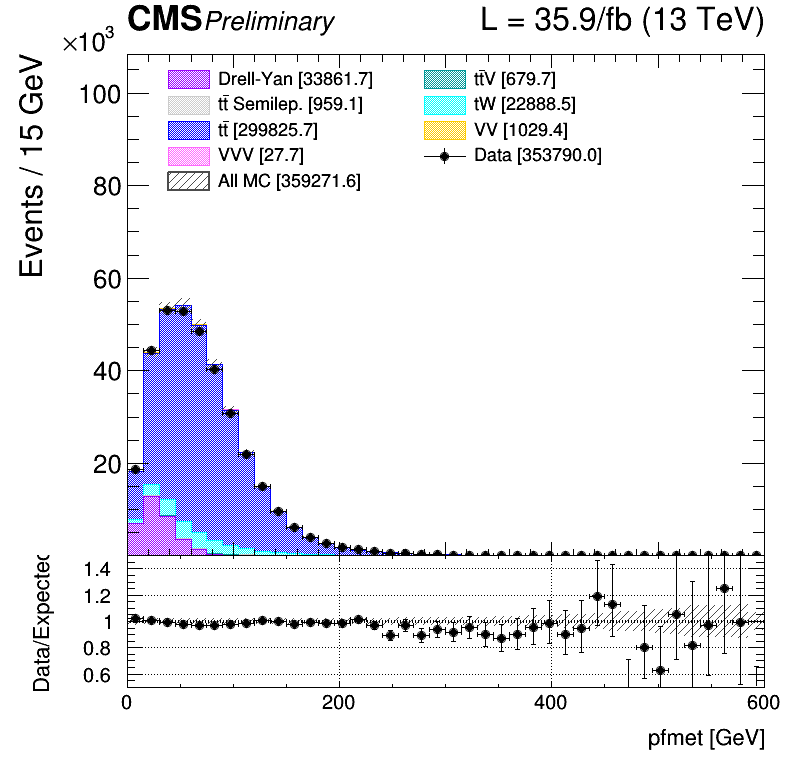 CMS Preliminary L = 35.9/fb (13 TeV)
×10³
Events / 15 GeV
Drell-Yan [33861.7]
tt̄V [679.7]
tt̄ Semilep. [959.1]
tW [22888.5]
tt̄ [299825.7]
VV [1029.4]
VVV [27.7]
Data [353790.0]
All MC [359271.6]
100
80
60
40
20
Data/Expected
1.4
1.2
1
0.8
0.6
0 200 400 600
pfmet [GeV]